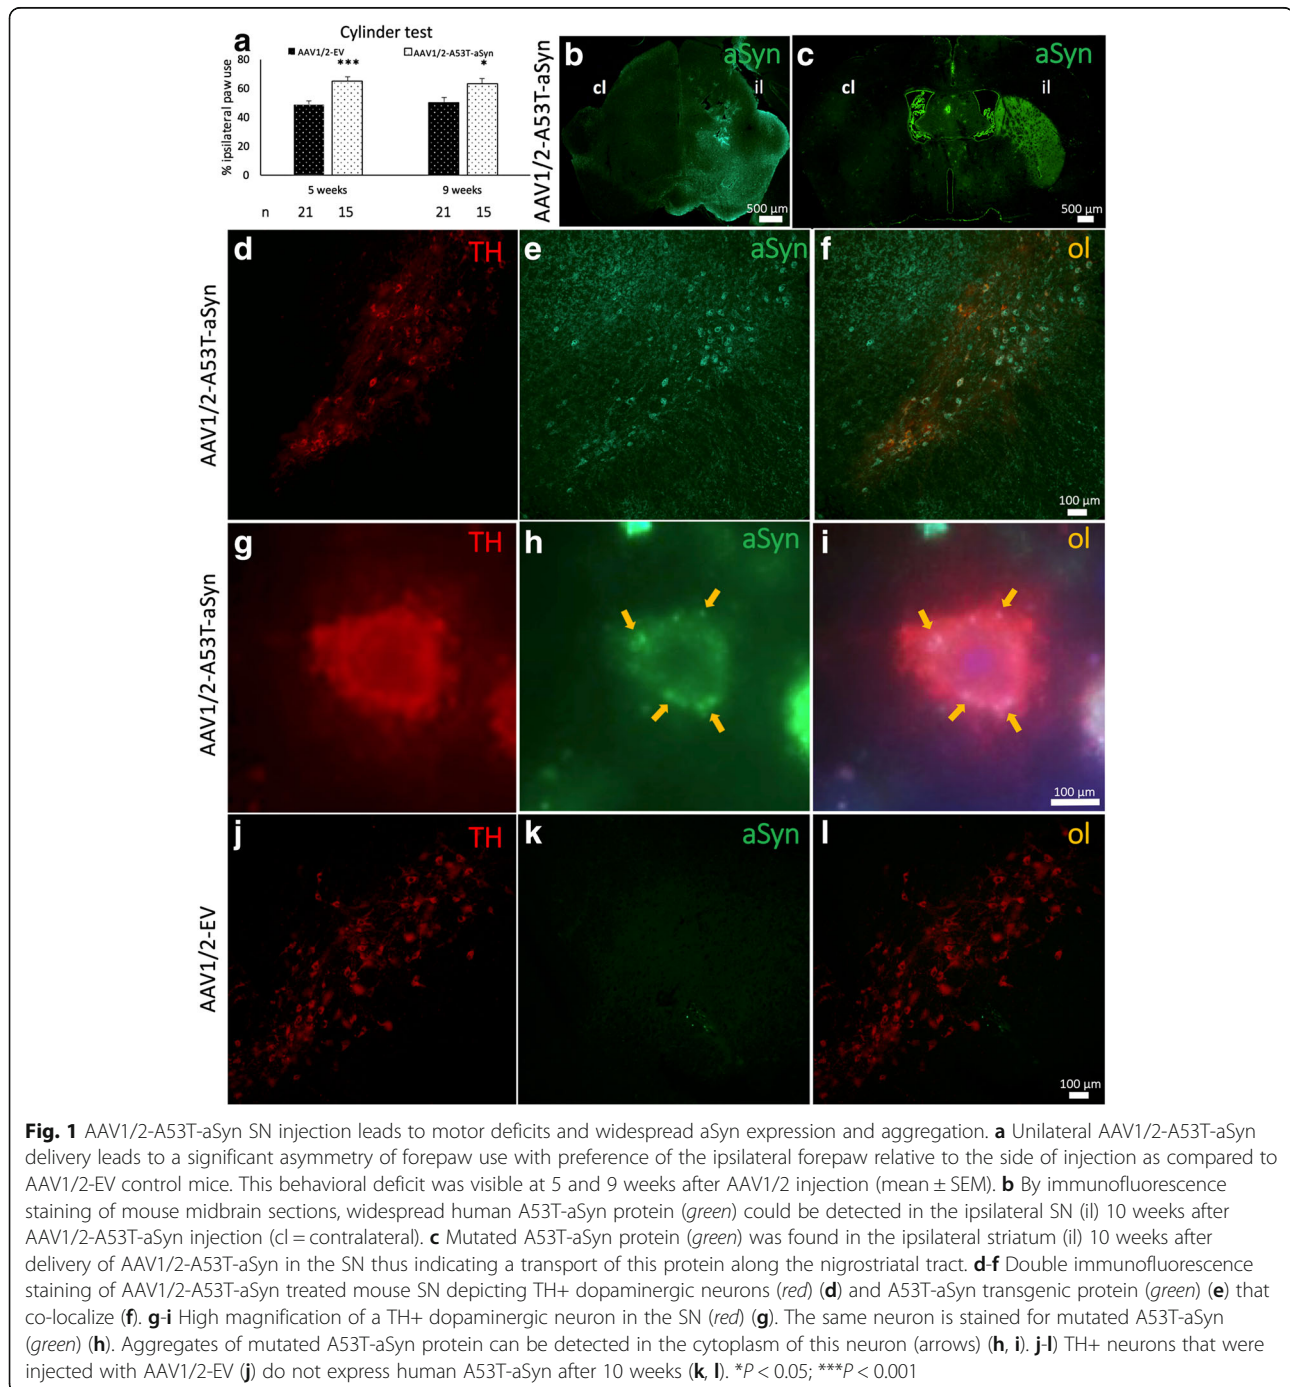 a
Cylinder test
AAV1/2-EV
AAV1/2-A53T-aSyn
% ipsilateral paw use
80
60
40
20
0
***
*
5 weeks
9 weeks
n 21 15 21 15
AAV1/2-A53T-aSyn
b
aSyn
cl
il
500 µm
c
aSyn
cl
il
500 µm
AAV1/2-A53T-aSyn
d
TH
e
aSyn
f
ol
100 µm
AAV1/2-A53T-aSyn
g
TH
h
aSyn
i
ol
100 µm
AAV1/2-EV
j
TH
k
aSyn
l
ol
100 µm
Fig. 1 AAV1/2-A53T-aSyn SN injection leads to motor deficits and widespread aSyn expression and aggregation. a Unilateral AAV1/2-A53T-aSyn
delivery leads to a significant asymmetry of forepaw use with preference of the ipsilateral forepaw relative to the side of injection as compared to
AAV1/2-EV control mice. This behavioral deficit was visible at 5 and 9 weeks after AAV1/2 injection (mean ± SEM). b By immunofluorescence
staining of mouse midbrain sections, widespread human A53T-aSyn protein (green) could be detected in the ipsilateral SN (il) 10 weeks after
AAV1/2-A53T-aSyn injection (cl = contralateral). c Mutated A53T-aSyn protein (green) was found in the ipsilateral striatum (il) 10 weeks after
delivery of AAV1/2-A53T-aSyn in the SN thus indicating a transport of this protein along the nigrostriatal tract. d-f Double immunofluorescence
staining of AAV1/2-A53T-aSyn treated mouse SN depicting TH+ dopaminergic neurons (red) (d) and A53T-aSyn transgenic protein (green) (e) that
co-localize (f). g-i High magnification of a TH+ dopaminergic neuron in the SN (red) (g). The same neuron is stained for mutated A53T-aSyn
(green) (h). Aggregates of mutated A53T-aSyn protein can be detected in the cytoplasm of this neuron (arrows) (h, i). j-l) TH+ neurons that were
injected with AAV1/2-EV (j) do not express human A53T-aSyn after 10 weeks (k, l). *P < 0.05; ***P < 0.001